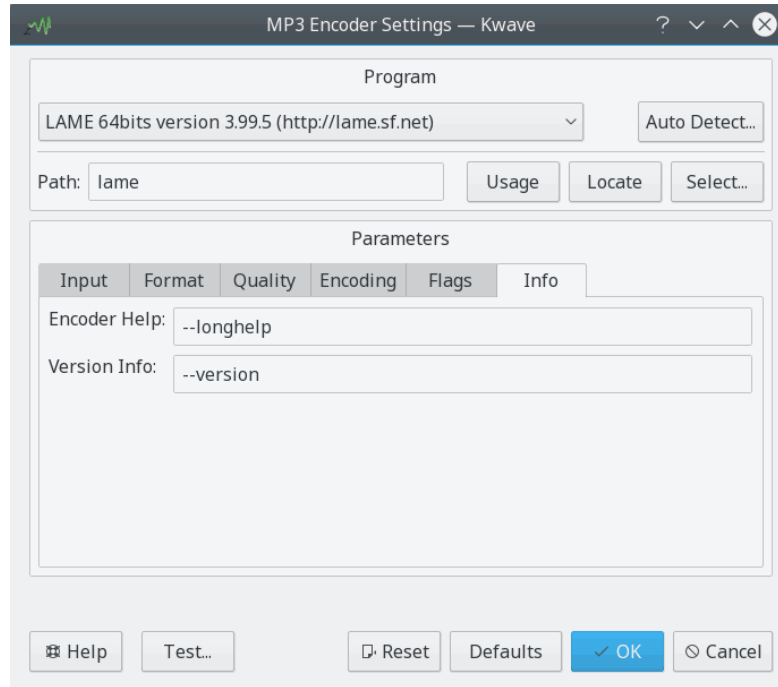 MP3 Encoder Settings — Kwave
Program
LAME 64bits version 3.99.5 (http://lame.sf.net)
Auto Detect...
Path: lame
Usage
Locate
Select...
Parameters
Input Format Quality Encoding Flags Info
Encoder Help: --longhelp
Version Info: --version
Help
Test...
Reset
Defaults
OK
Cancel